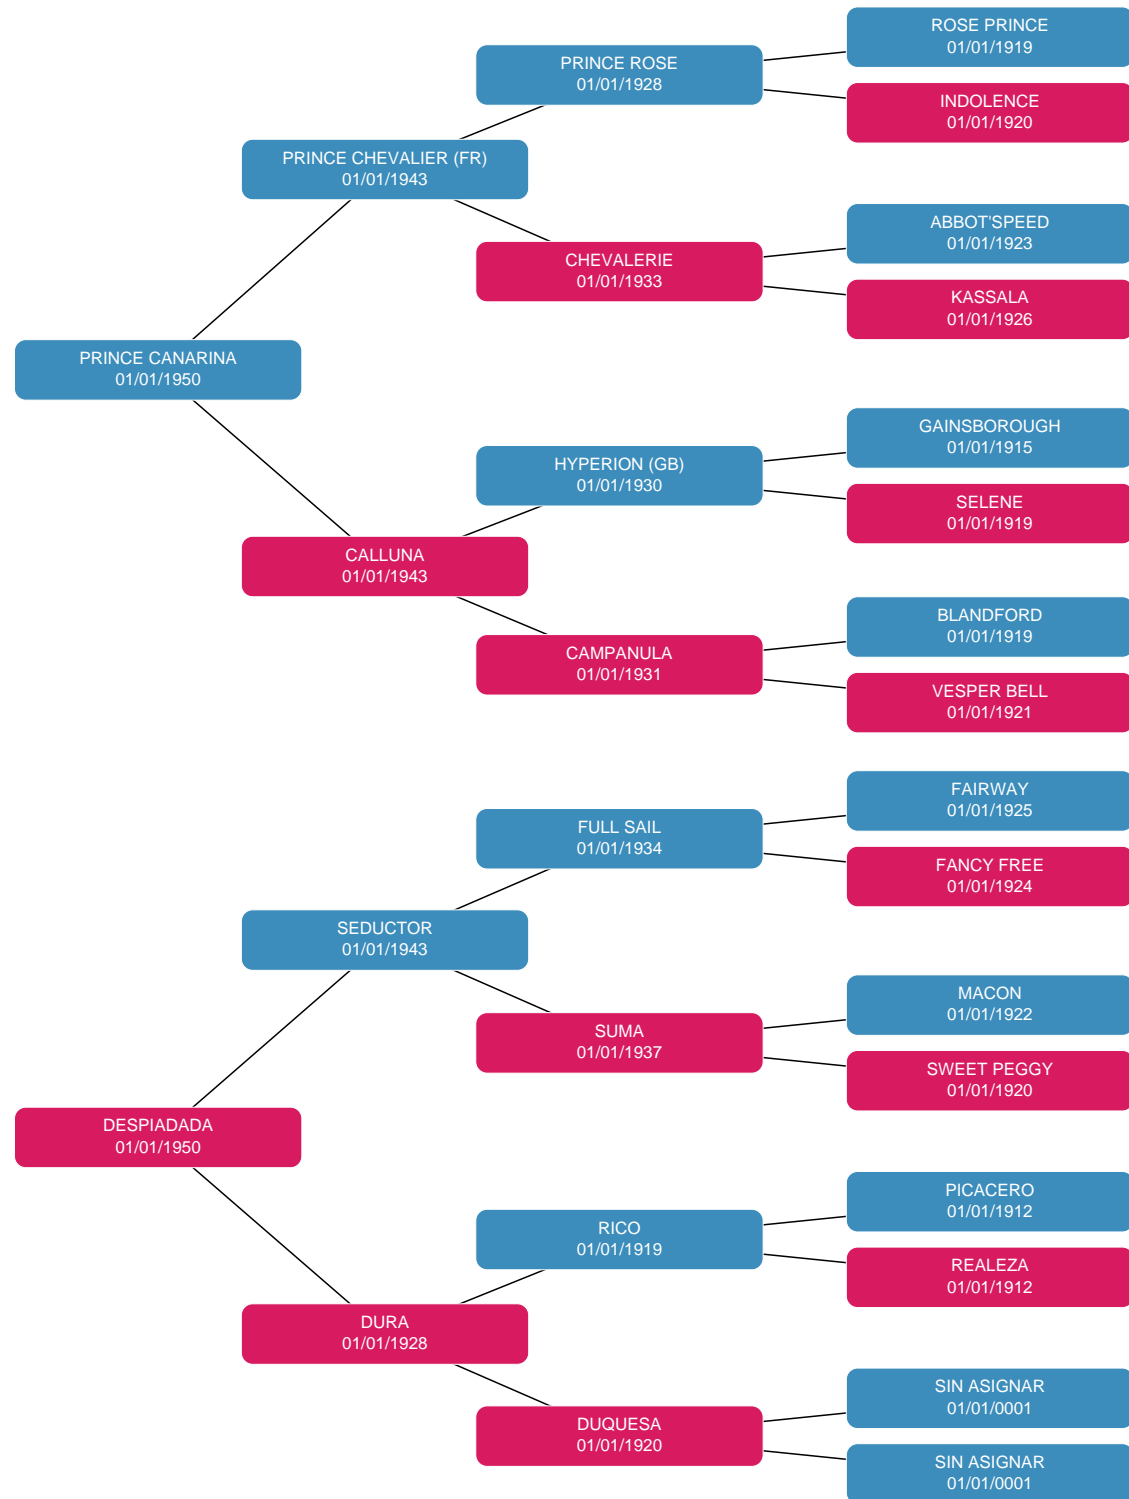 ROSE PRINCE
01/01/1919
PRINCE ROSE
01/01/1928
INDOLENCE
01/01/1920
PRINCE CHEVALIER (FR)
01/01/1943
ABBOT'SPEED
01/01/1923
CHEVALERIE
01/01/1933
KASSALA
01/01/1926
PRINCE CANARINA
01/01/1950
GAINSBOROUGH
01/01/1915
HYPERION (GB)
01/01/1930
SELENE
01/01/1919
CALLUNA
01/01/1943
BLANDFORD
01/01/1919
CAMPANULA
01/01/1931
VESPER BELL
01/01/1921
FAIRWAY
01/01/1925
FULL SAIL
01/01/1934
FANCY FREE
01/01/1924
SEDUCTOR
01/01/1943
MACON
01/01/1922
SUMA
01/01/1937
SWEET PEGGY
01/01/1920
DESPIADADA
01/01/1950
PICACERO
01/01/1912
RICO
01/01/1919
REALEZA
01/01/1912
DURA
01/01/1928
SIN ASIGNAR
01/01/0001
DUQUESA
01/01/1920
SIN ASIGNAR
01/01/0001